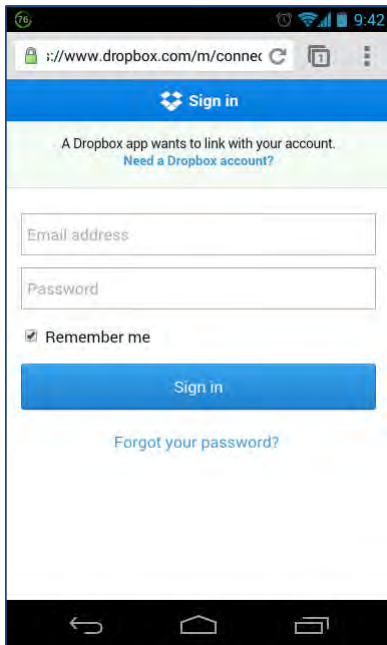 76
9:42
://www.dropbox.com/m/connec
1
Sign in
A Dropbox app wants to link with your account.
Need a Dropbox account?
Email address
Password
Remember me
Sign in
Forgot your password?